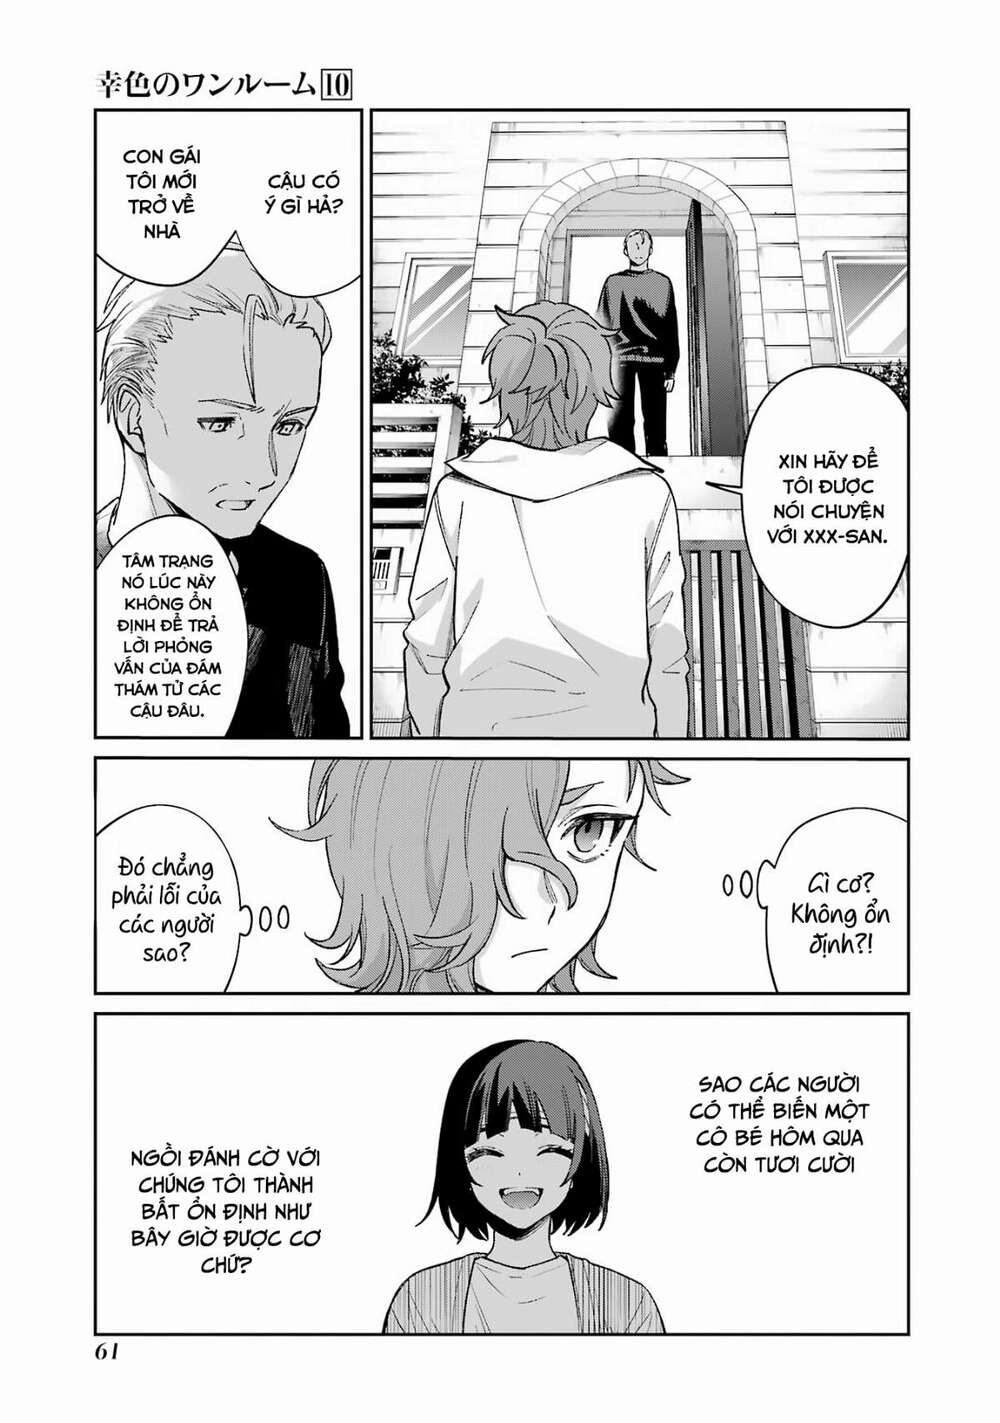 幸色のワンルーム10
XIN HÃY ĐỂ
TÔI ĐƯỢC
NÓI CHUYỆN
VỚI XXX-SAN.
CẬU CÓ
Ý GÌ HẢ?
CON GÁI
TÔI MỚI
TRỞ VỀ
NHÀ
TÂM TRẠNG
NÓ LÚC NÀY
KHÔNG ỔN
ĐỊNH ĐỂ TRẢ
LỜI PHỎNG
VẤN CỦA ĐÁM
THÁM TỬ CÁC
CẬU ĐÂU.
Gì cơ?
Không ổn
định?!
Đó chẳng
phải lỗi của
các người
sao?
SAO CÁC NGƯỜI
CÓ THỂ BIẾN MỘT
CÔ BÉ HÔM QUA
CÒN TƯƠI CƯỜI
NGỒI ĐÁNH CỜ VỚI
CHÚNG TÔI THÀNH
BẤT ỔN ĐỊNH NHƯ
BÂY GIỜ ĐƯỢC CƠ
CHỨ?
61